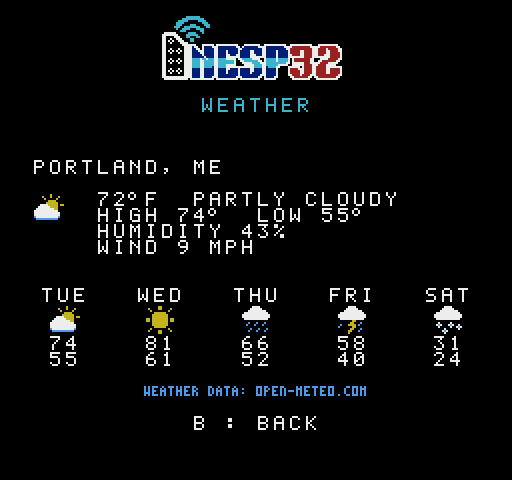 NESP32
WEATHER
PORTLAND, ME
72°F PARTLY CLOUDY
HIGH 74° LOW 55°
HUMIDITY 43%
WIND 9 MPH
TUE WED THU FRI SAT
74 81 66 58 31
55 61 52 40 24
WEATHER DATA: OPEN-METEO.COM
B : BACK